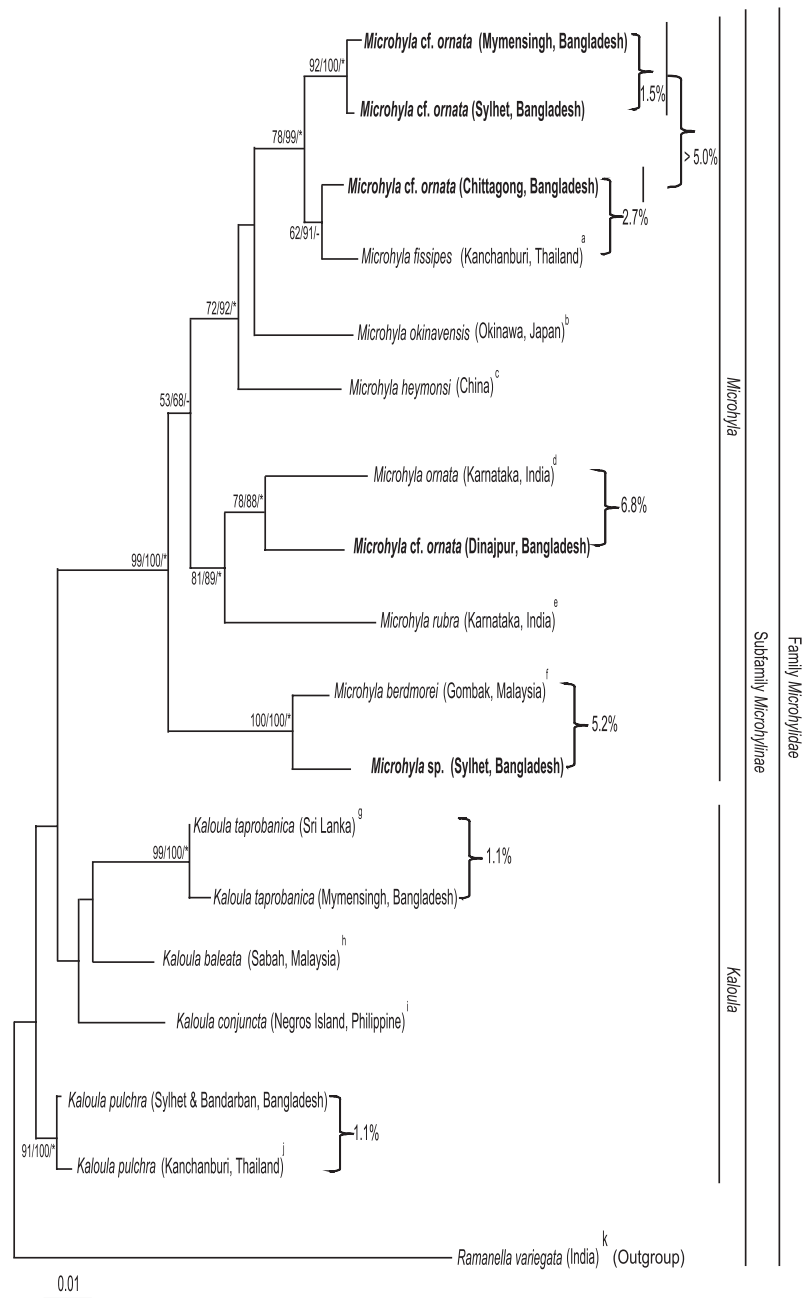 Microhyla cf. ornata (Mymensingh, Bangladesh)
92/100/*
1.5%
Microhyla cf. ornata (Sylhet, Bangladesh)
78/99/*
> 5.0%
Microhyla cf. ornata (Chittagong, Bangladesh)
2.7%
62/91/-
Microhyla fissipes (Kanchanburi, Thailand) a
72/92/*
Microhyla okinavensis (Okinawa, Japan) b
Microhyla heymonsi (China) c
Microhyla
53/68/-
Microhyla ornata (Karnataka, India) d
78/88/*
6.8%
Microhyla cf. ornata (Dinajpur, Bangladesh)
99/100/*
81/89/*
Microhyla rubra (Karnataka, India) e
Subfamily Microhylinae
Family Microhylidae
Microhyla berdmorei (Gombak, Malaysia) f
100/100/*
5.2%
Microhyla sp. (Sylhet, Bangladesh)
Kaloula taprobanica (Sri Lanka) g
99/100/*
1.1%
Kaloula taprobanica (Mymensingh, Bangladesh)
Kaloula baleata (Sabah, Malaysia) h
Kaloula
Kaloula conjuncta (Negros Island, Philippine) i
Kaloula pulchra (Sylhet & Bandarban, Bangladesh)
1.1%
91/100/*
Kaloula pulchra (Kanchanburi, Thailand) j
Ramanella variegata (India) k (Outgroup)
0.01